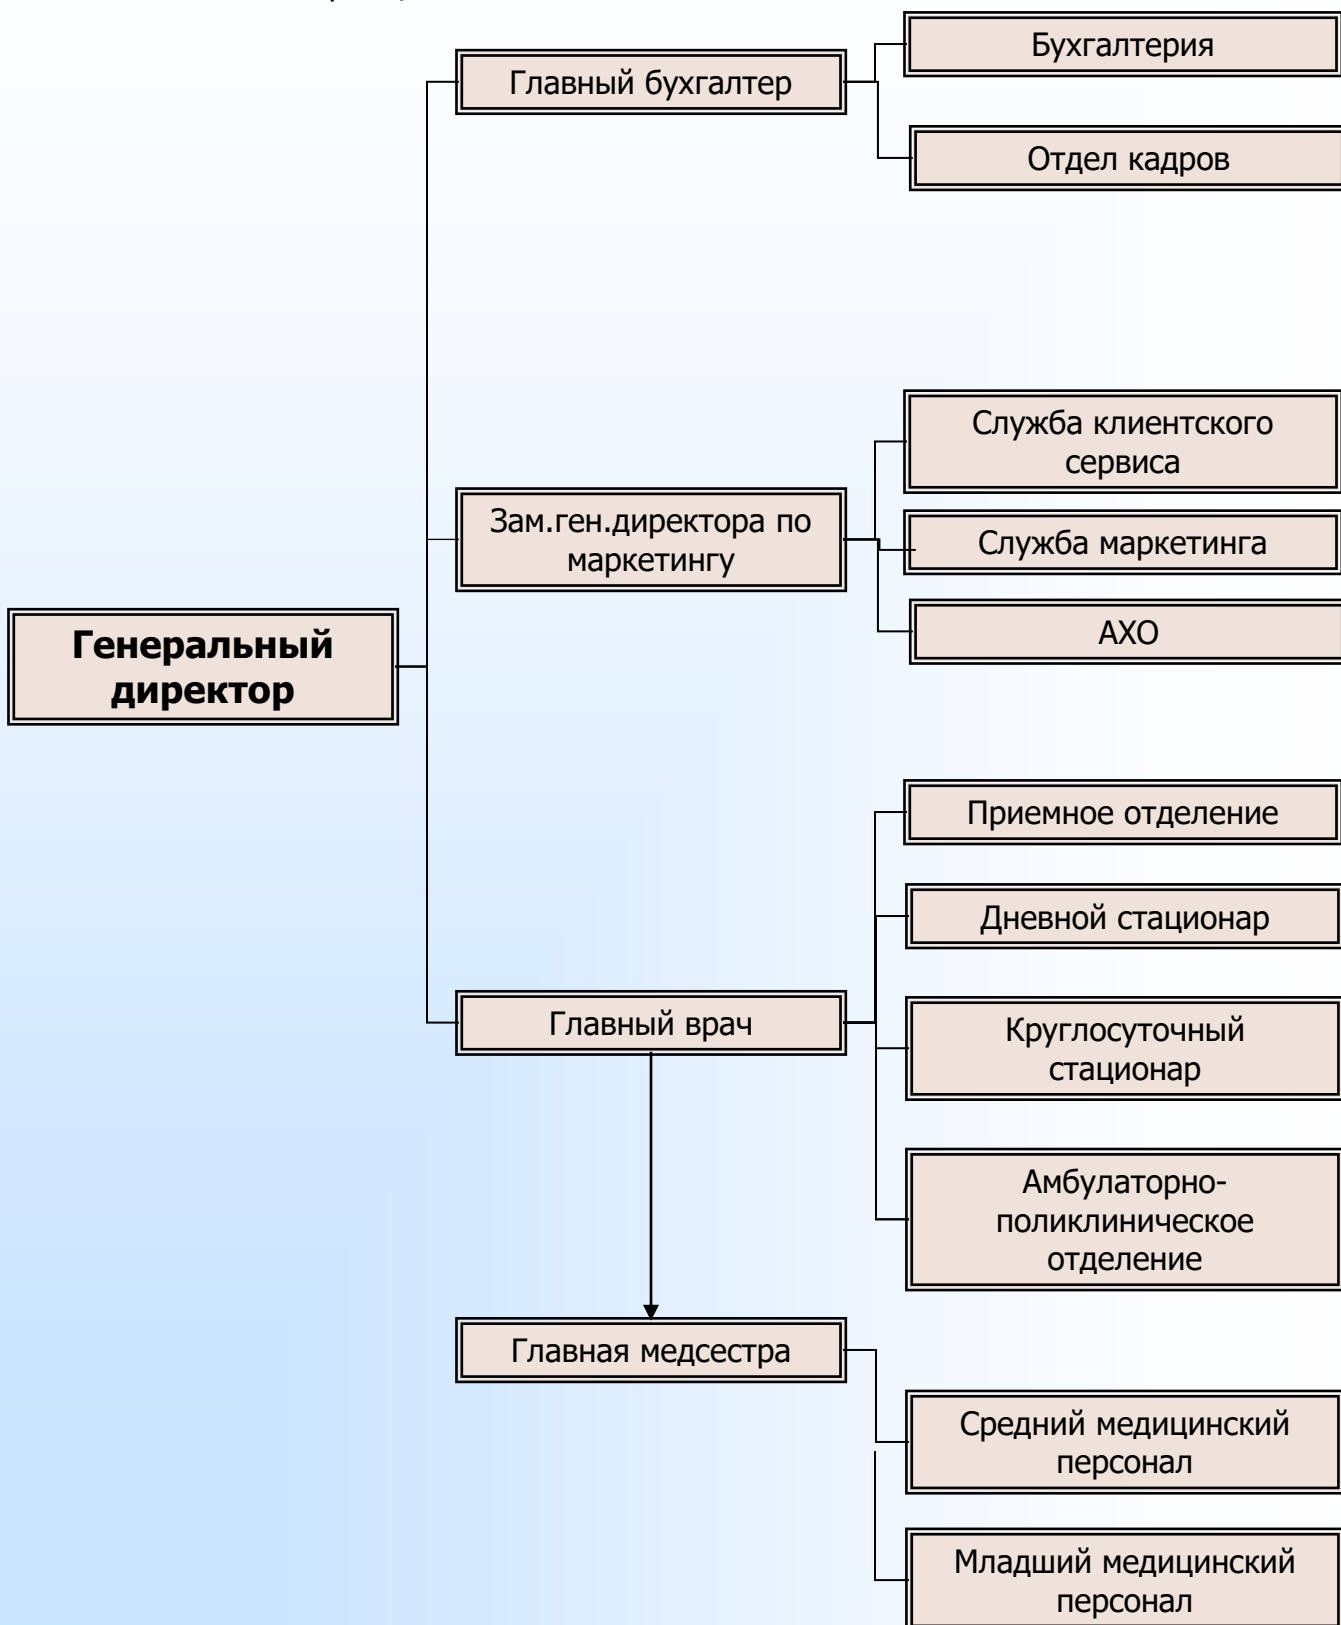 Бухгалтерия
Главный бухгалтер
Отдел кадров
Служба клиентского
сервиса
Зам.ген.директора по
маркетингу
Служба маркетинга
АХО
Генеральный
директор
Приемное отделение
Дневной стационар
Главный врач
Круглосуточный
стационар
Амбулаторно-
поликлиническое
отделение
Главная медсестра
Средний медицинский
персонал
Младший медицинский
персонал